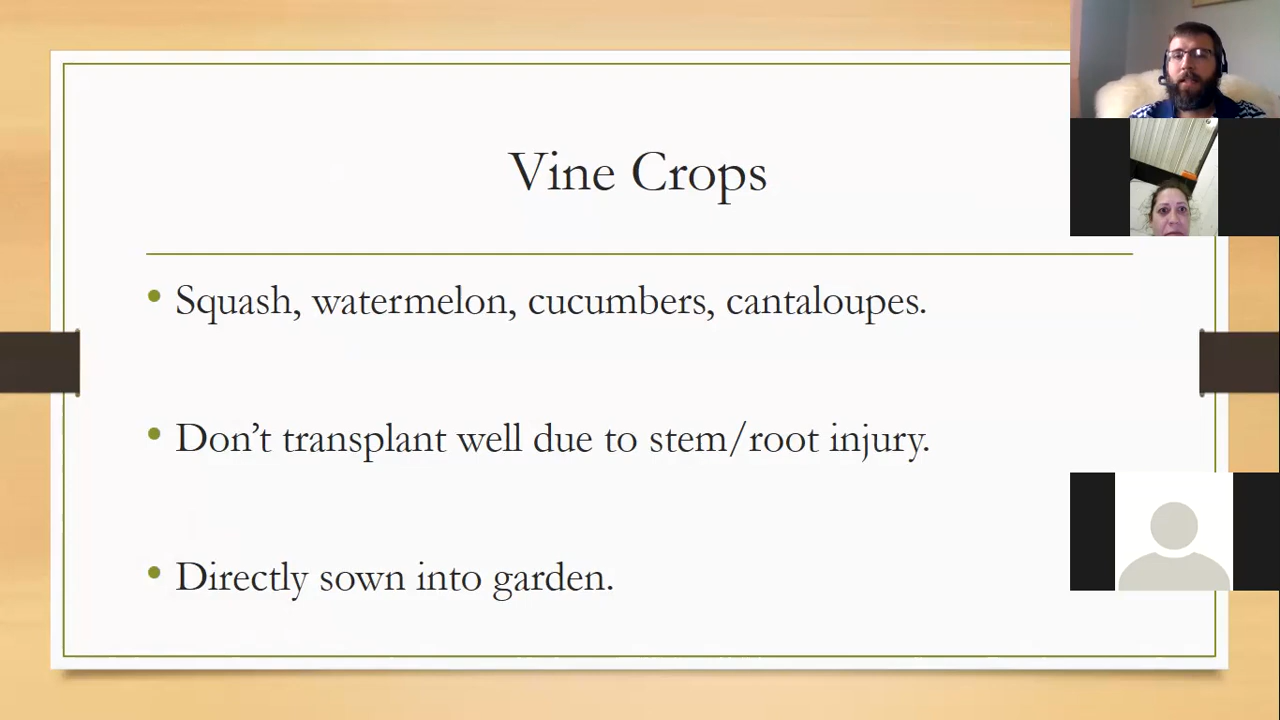 Vine Crops
Squash, watermelon, cucumbers, cantaloupes.
Don’t transplant well due to stem/root injury.
Directly sown into garden.